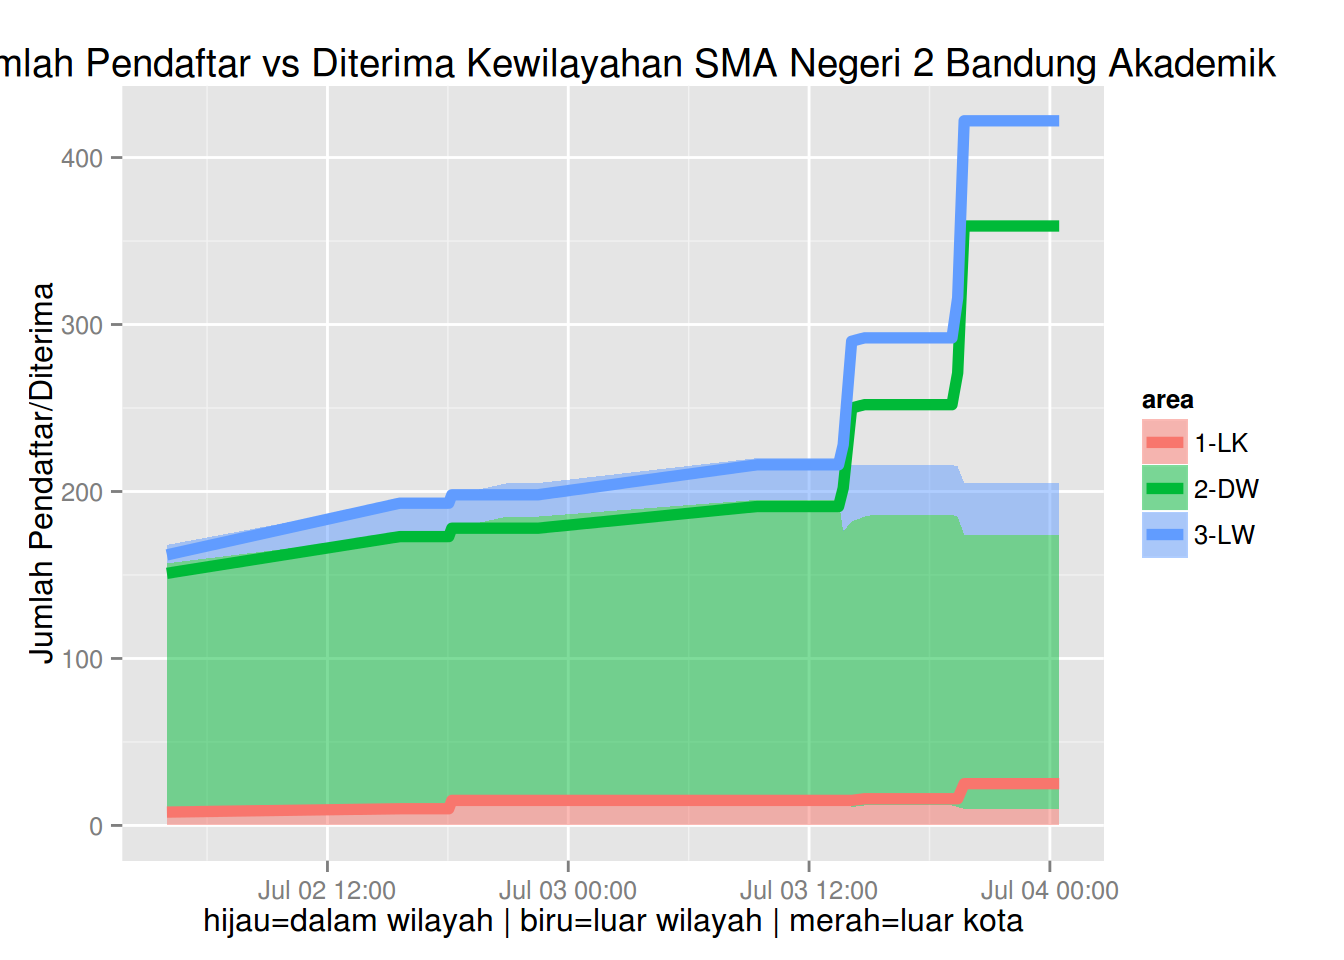 mlah Pendaftar vs Diterima Kewilayahan SMA Negeri 2 Bandung Akademik
Jumlah Pendaftar/Diterima
400
300
200
100
0
Jul 02 12:00
Jul 03 00:00
Jul 03 12:00
Jul 04 00:00
hijau=dalam wilayah | biru=luar wilayah | merah=luar kota
area
1-LK
2-DW
3-LW